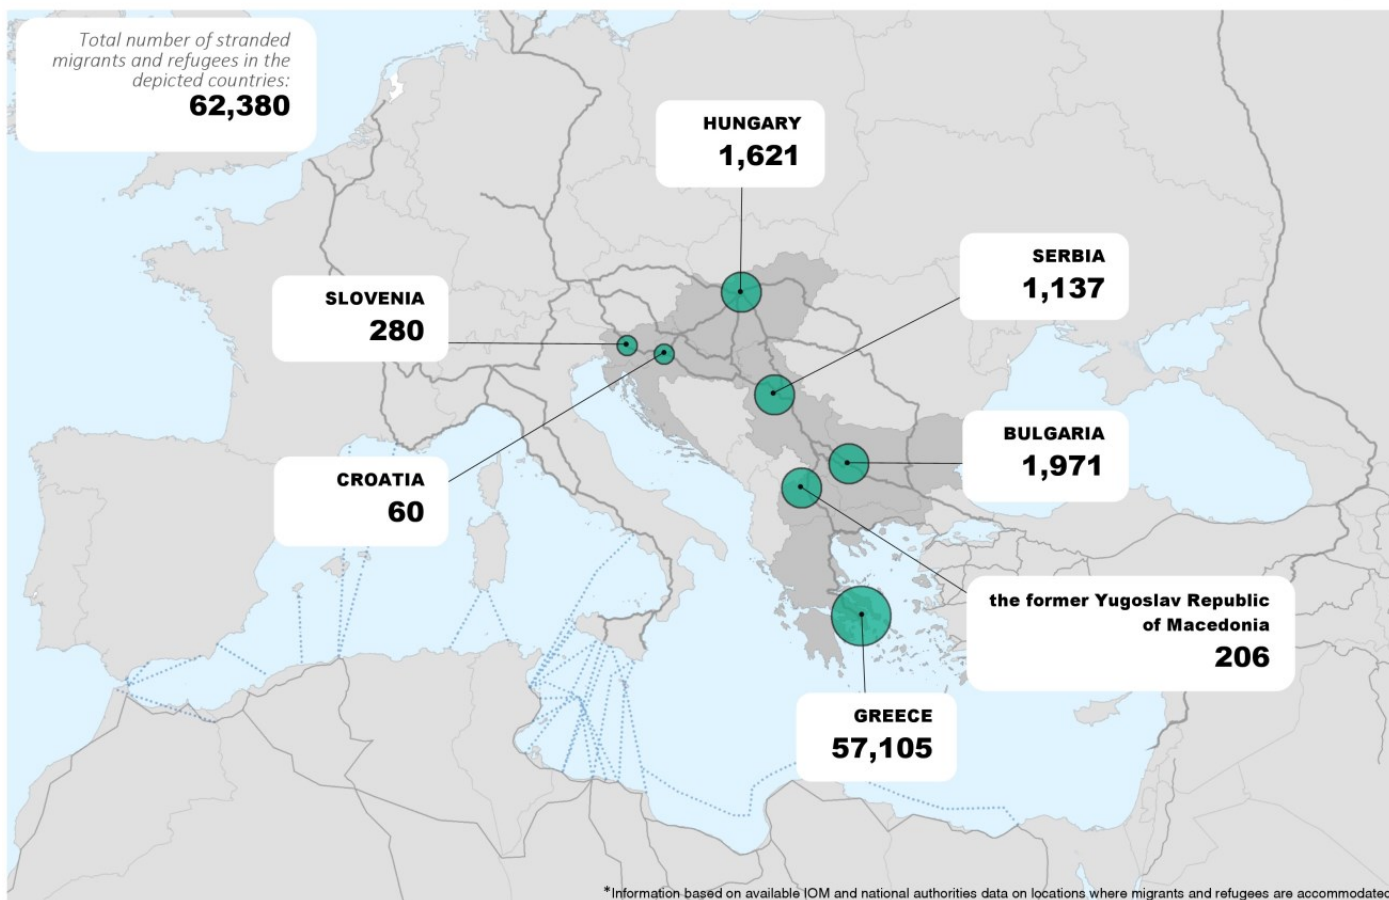 Total number of stranded
migrants and refugees in the
depicted countries:
62,380
HUNGARY
1,621
SERBIA
1,137
SLOVENIA
280
BULGARIA
1,971
CROATIA
60
the former Yugoslav Republic
of Macedonia
206
GREECE
57,105
*Information based on available IOM and national authorities data on locations where migrants and refugees are accommodated